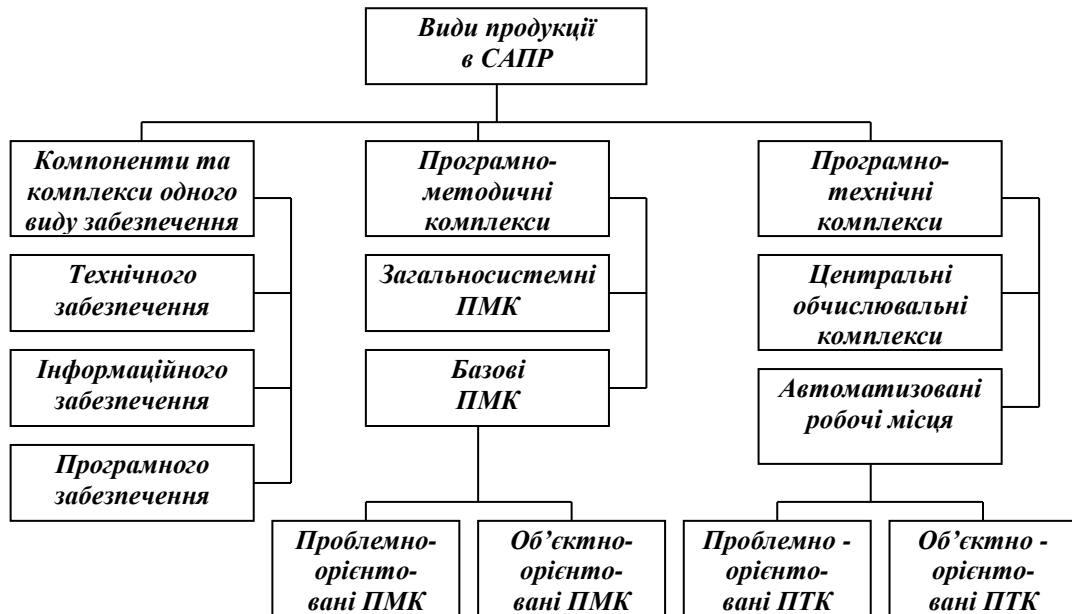 Види продукції
в САПР
Компоненти та
комплекси одного
виду забезпечення
Програмно-
методичні
комплекси
Програмно-
технічні
комплекси
Технічного
забезпечення
Загальносистемні
ПМК
Центральні
обчислювальні
комплекси
Інформаційного
забезпечення
Базові
ПМК
Автоматизовані
робочі місця
Програмного
забезпечення
Проблемно-
орієнто-
вані ПМК
Об’єктно-
орієнто-
вані ПМК
Проблемно -
орієнто-
вані ПТК
Об’єктно -
орієнто-
вані ПТК